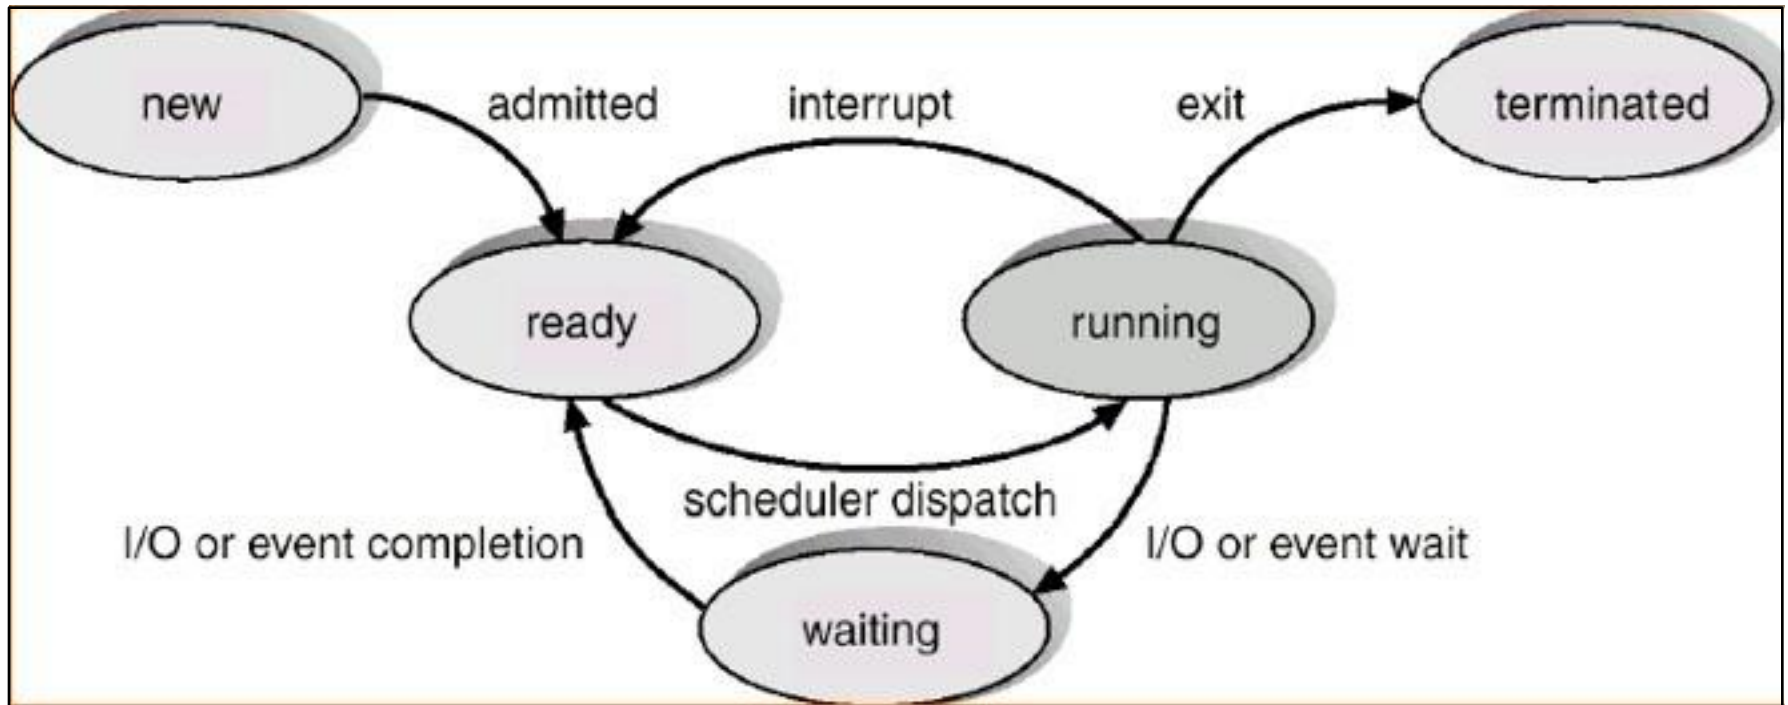 new
admitted
interrupt
exit
terminated
ready
running
scheduler dispatch
I/O or event completion
I/O or event wait
waiting